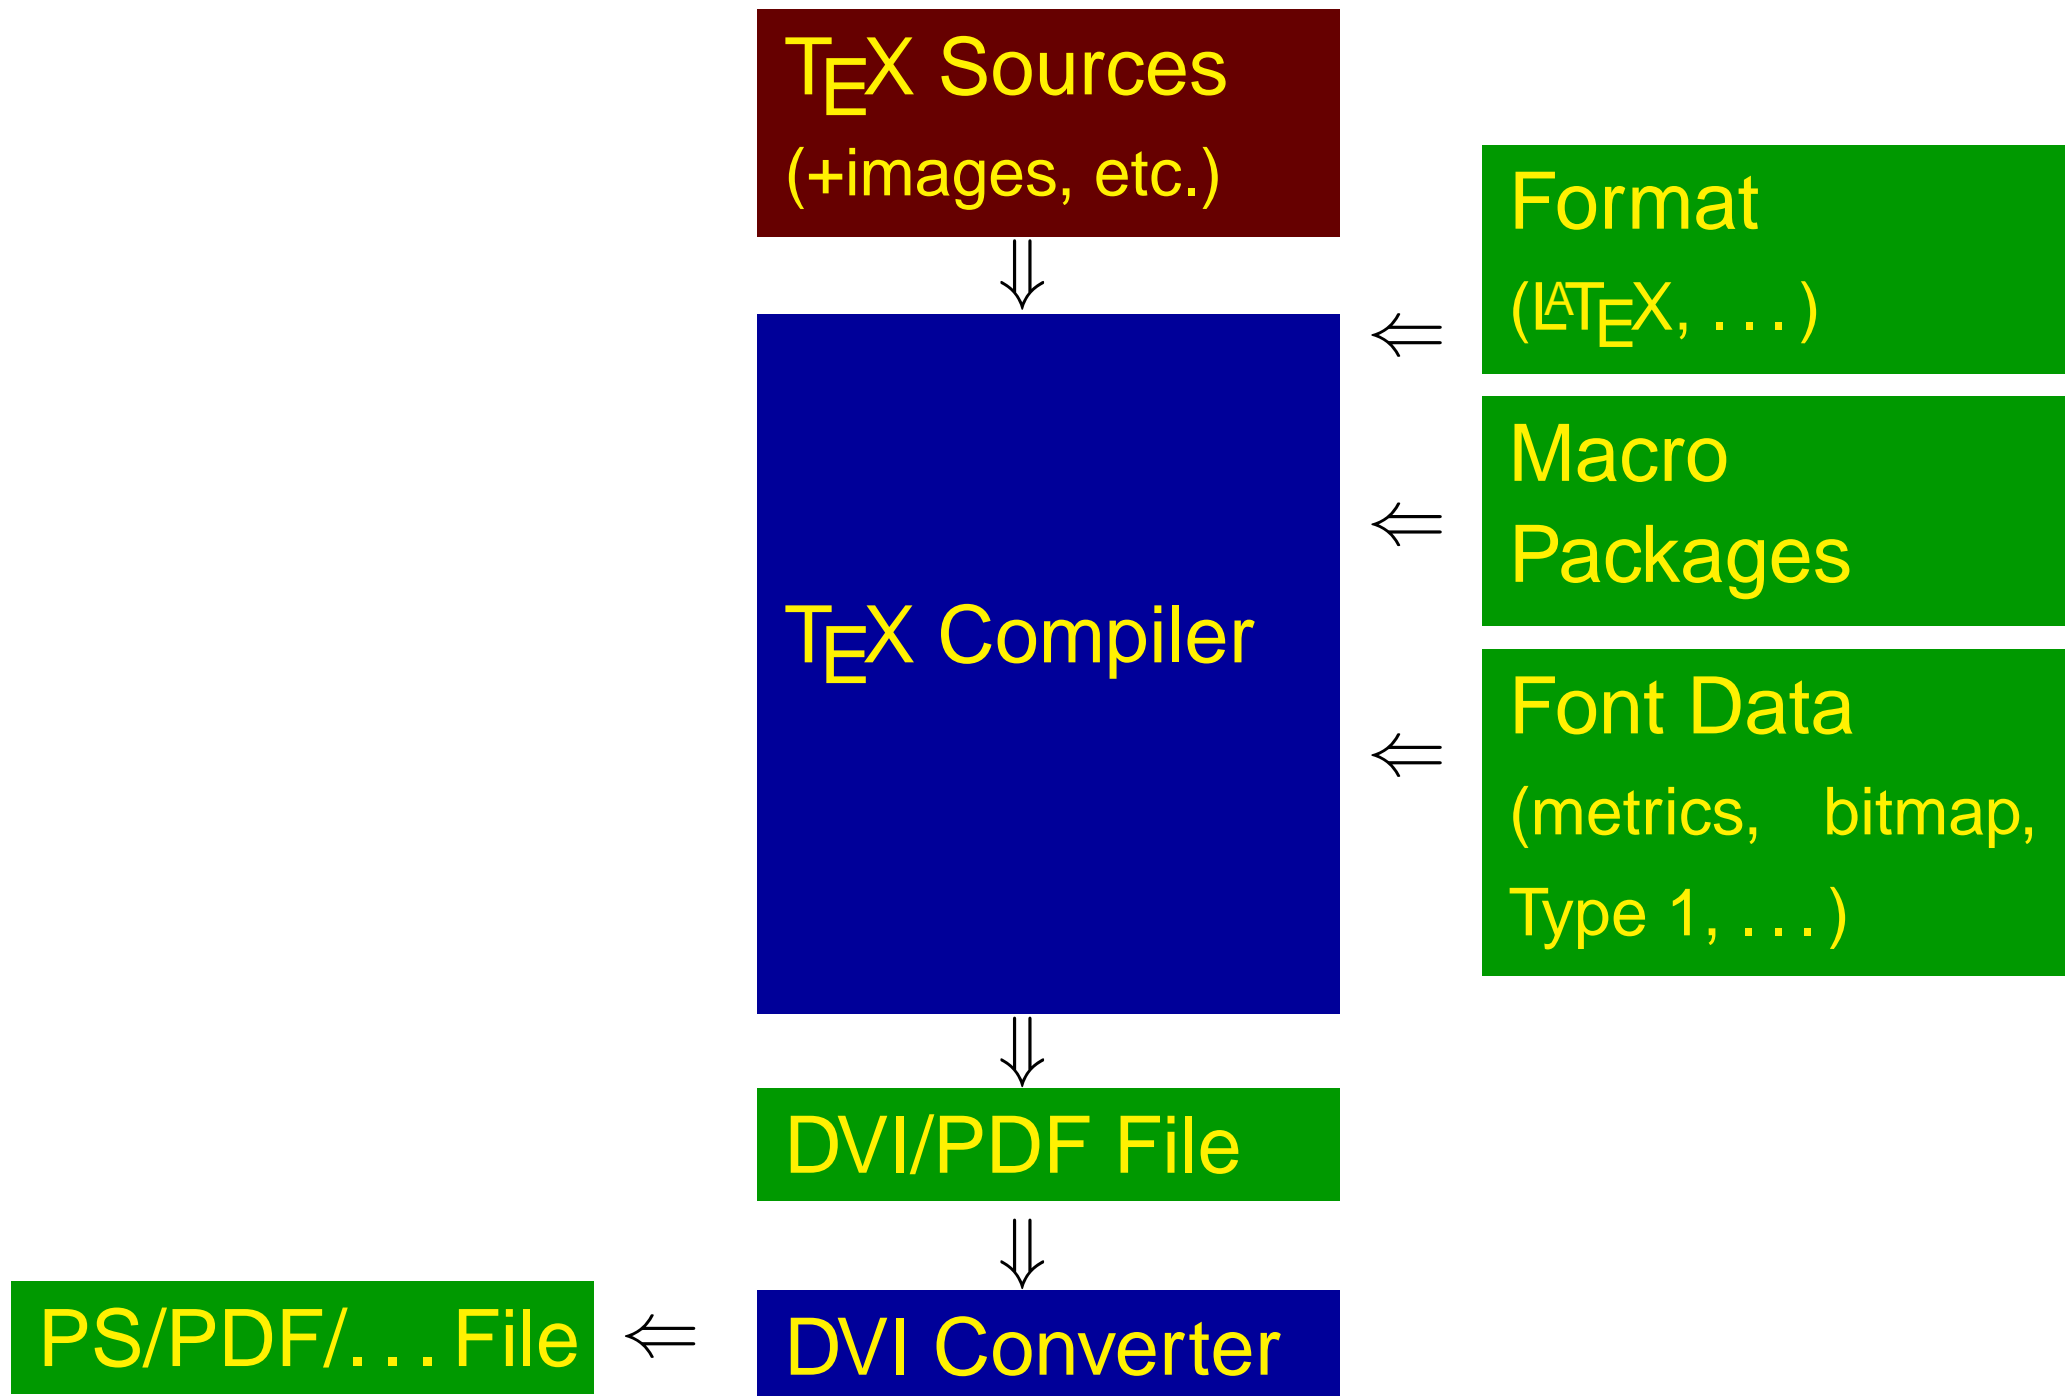 TEX Sources
(+images, etc.)
Format
(LATEX, . . . )
Macro
Packages
TEX Compiler
Font Data
(metrics, bitmap,
Type 1, . . . )
DVI/PDF File
PS/PDF/. . . File
DVI Converter